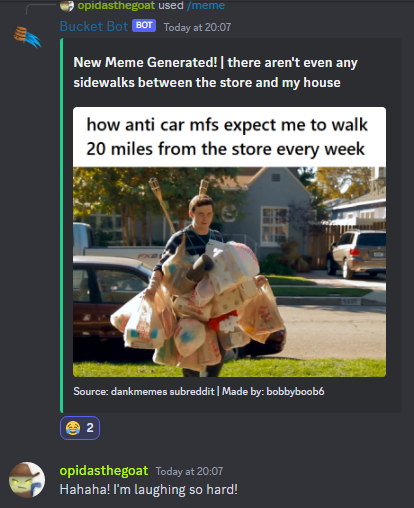 opidasthegoat used /meme
Bucket Bot BOT Today at 20:07
New Meme Generated! | there aren't even any
sidewalks between the store and my house
how anti car mfs expect me to walk
20 miles from the store every week
Source: dankmemes subreddit | Made by: bobbyboob6
😂 2
opidasthegoat Today at 20:07
Hahaha! I'm laughing so hard!